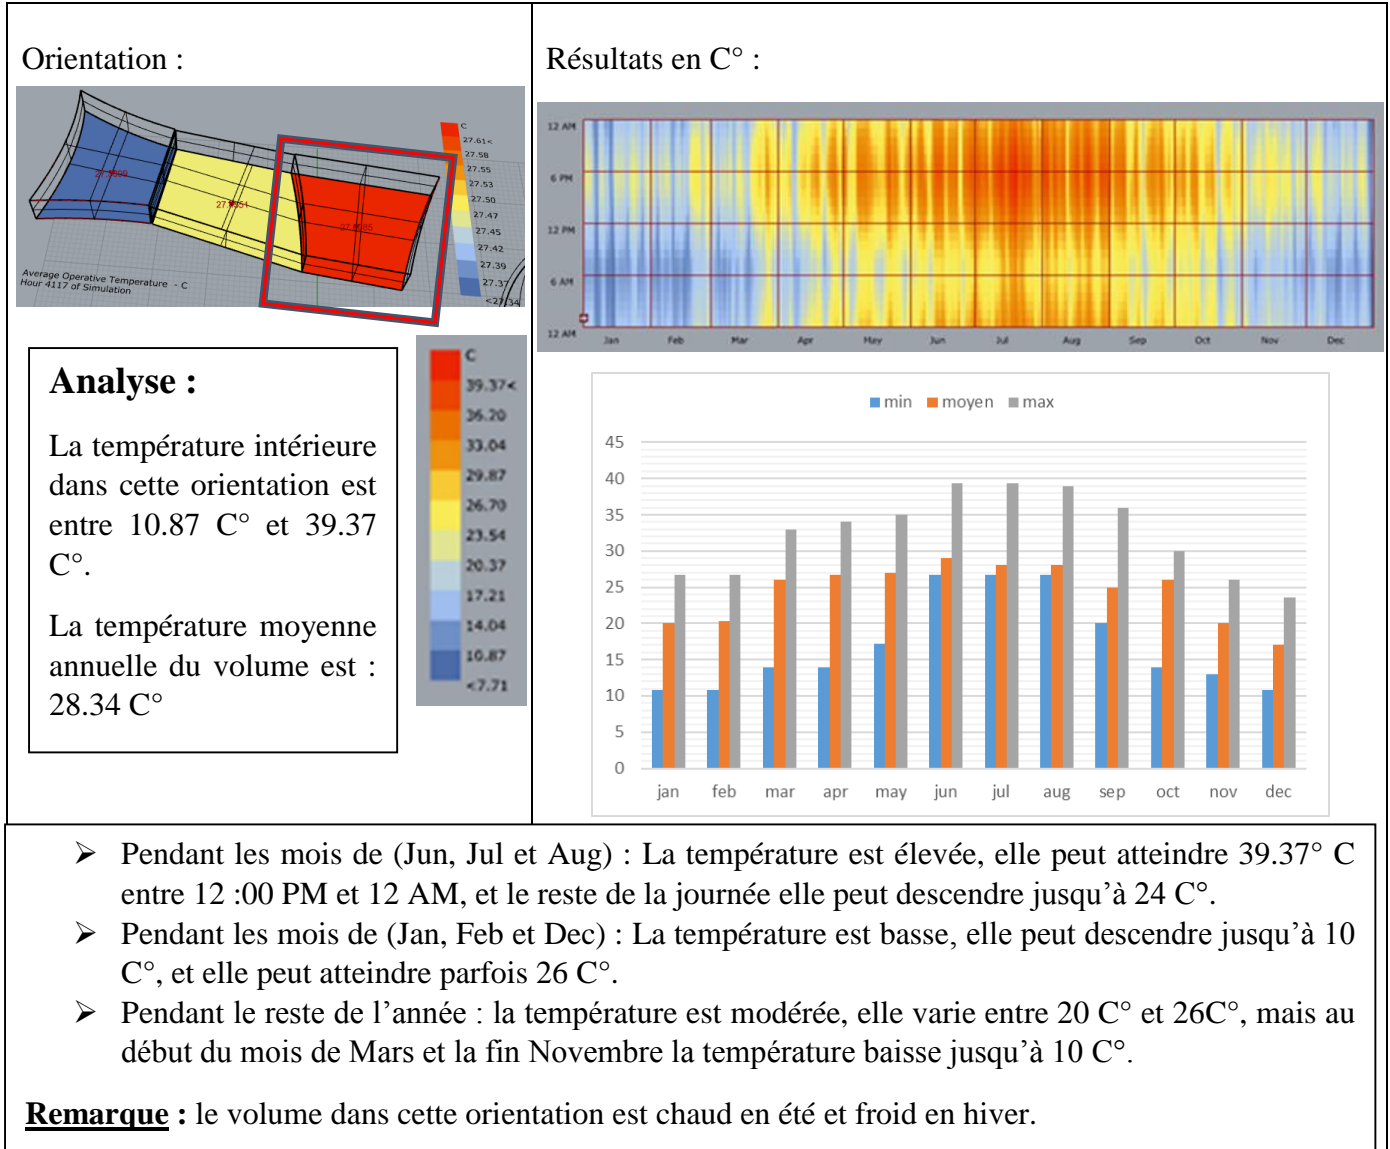 Orientation :
27.61<
27.58
27.55
27.53
27.50
27.47
27.45
27.42
27.39
27.37
<27.34
Average Operative Temperature - C
Hour 4117 of Simulation
Analyse :
La température intérieure
dans cette orientation est
entre 10.87 C° et 39.37
C°.
La température moyenne
annuelle du volume est :
28.34 C°
C
39.37<
36.20
33.04
29.87
26.70
23.54
20.37
17.21
14.04
10.87
<7.71
Résultats en C° :
12 AM
6 PM
12 PM
6 AM
12 AM
Jan Feb Mar Apr May Jun Jul Aug Sep Oct Nov Dec
min moyen max
45
40
35
30
25
20
15
10
5
0
jan feb mar apr may jun jul aug sep oct nov dec
➢ Pendant les mois de (Jun, Jul et Aug) : La température est élevée, elle peut atteindre 39.37° C
entre 12 :00 PM et 12 AM, et le reste de la journée elle peut descendre jusqu’à 24 C°.
➢ Pendant les mois de (Jan, Feb et Dec) : La température est basse, elle peut descendre jusqu’à 10
C°, et elle peut atteindre parfois 26 C°.
➢ Pendant le reste de l’année : la température est modérée, elle varie entre 20 C° et 26C°, mais au
début du mois de Mars et la fin Novembre la température baisse jusqu’à 10 C°.
Remarque : le volume dans cette orientation est chaud en été et froid en hiver.